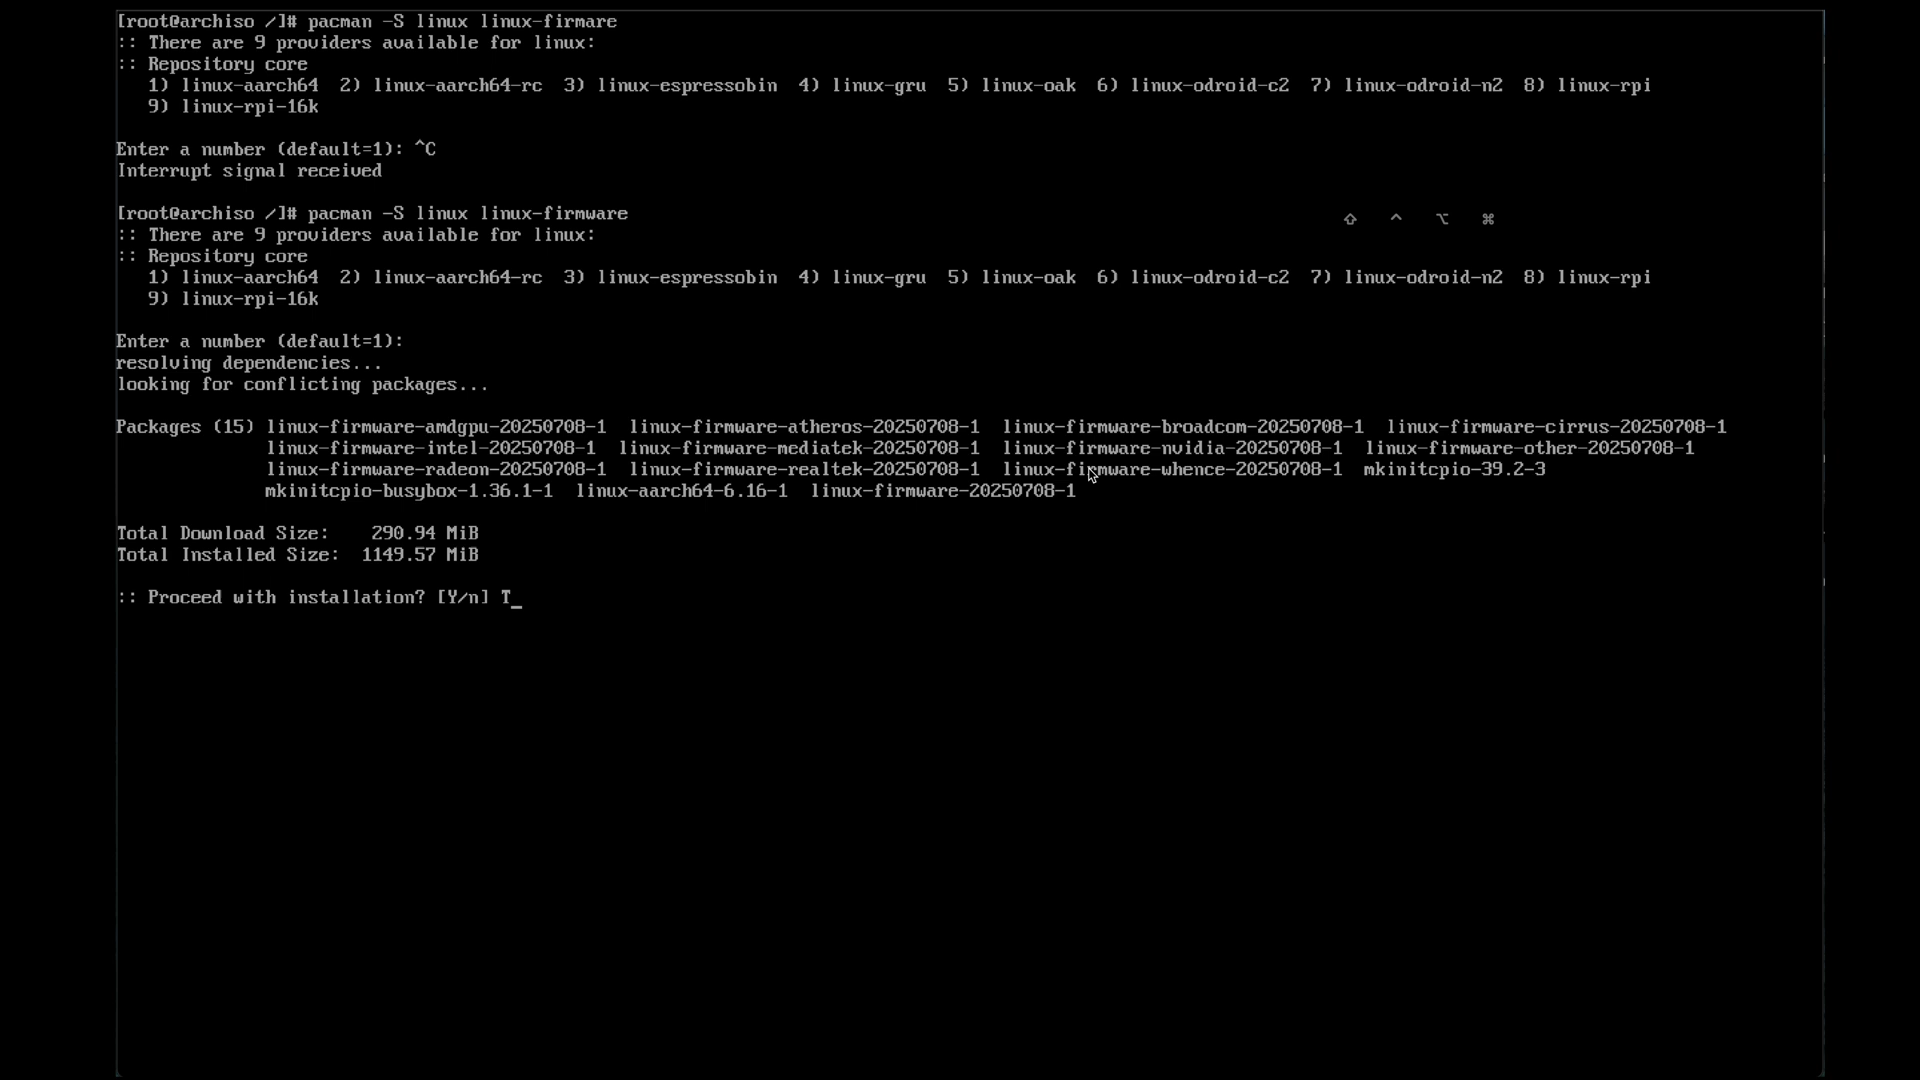 [root@archiso /]# pacman -S linux linux-firmare
:: There are 9 providers available for linux:
:: Repository core
   1) linux-aarch64  2) linux-aarch64-rc  3) linux-espressobin  4) linux-gru  5) linux-oak  6) linux-odroid-c2  7) linux-odroid-n2  8) linux-rpi
   9) linux-rpi-16k
Enter a number (default=1): ^C
Interrupt signal received
[root@archiso /]# pacman -S linux linux-firmware
⇧ ^ ⌥ ⌘
:: There are 9 providers available for linux:
:: Repository core
   1) linux-aarch64  2) linux-aarch64-rc  3) linux-espressobin  4) linux-gru  5) linux-oak  6) linux-odroid-c2  7) linux-odroid-n2  8) linux-rpi
   9) linux-rpi-16k
Enter a number (default=1):
resolving dependencies...
looking for conflicting packages...
Packages (15) linux-firmware-amdgpu-20250708-1  linux-firmware-atheros-20250708-1  linux-firmware-broadcom-20250708-1  linux-firmware-cirrus-20250708-1
              linux-firmware-intel-20250708-1  linux-firmware-mediatek-20250708-1  linux-firmware-nvidia-20250708-1  linux-firmware-other-20250708-1
              linux-firmware-radeon-20250708-1  linux-firmware-realtek-20250708-1  linux-firmware-whence-20250708-1  mkinitcpio-39.2-3
              mkinitcpio-busybox-1.36.1-1  linux-aarch64-6.16-1  linux-firmware-20250708-1
Total Download Size:    290.94 MiB
Total Installed Size:  1149.57 MiB
:: Proceed with installation? [Y/n] T_